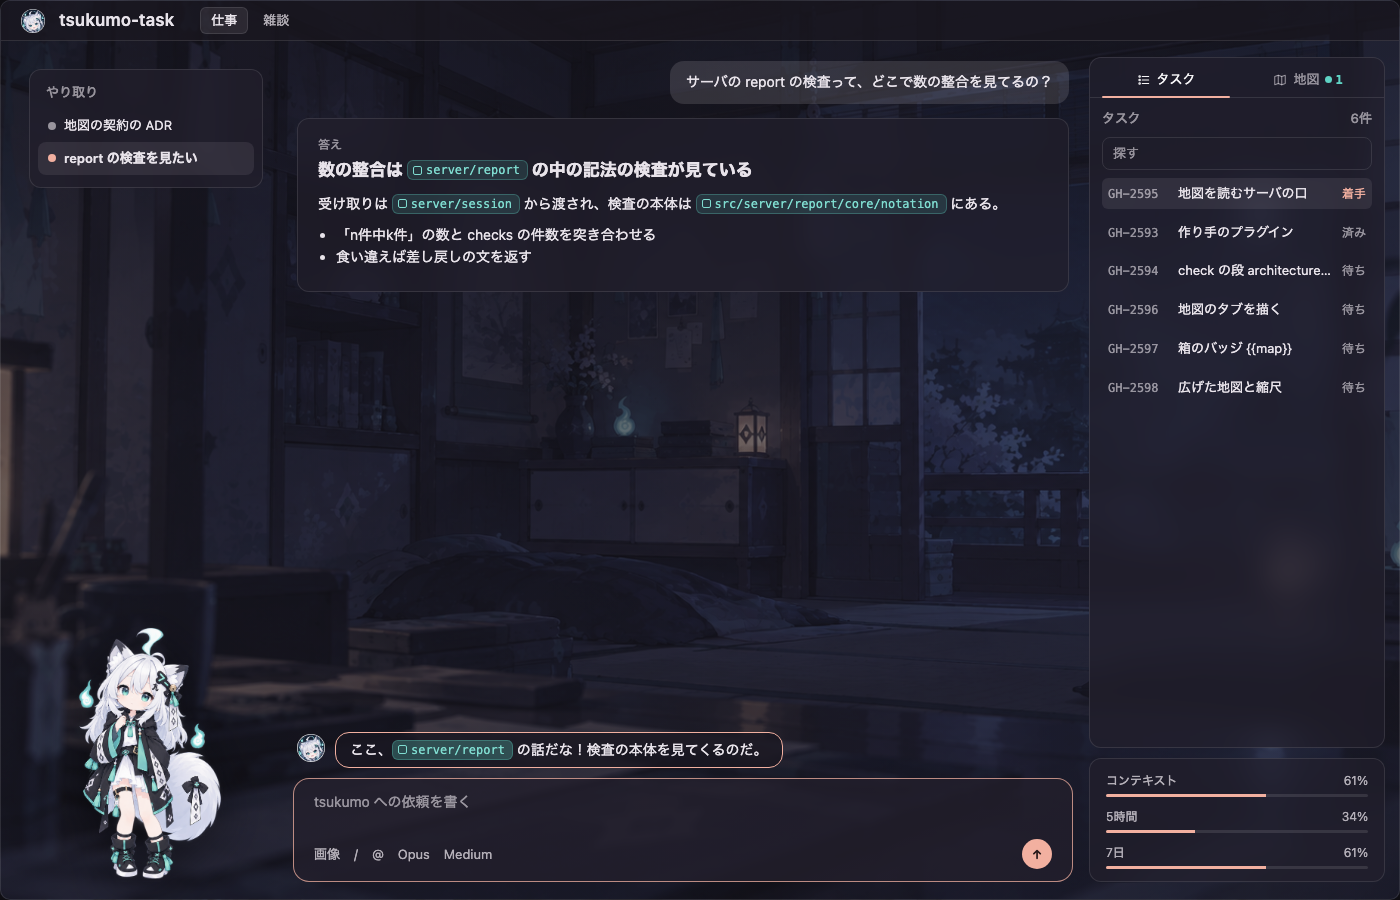 tsukumo-task 仕事 雑談
やり取り
地図の契約の ADR
report の検査を見たい
サーバの report の検査って、どこで数の整合を見てるの？
答え
数の整合は server/report の中の記法の検査が見ている
受け取りは server/session から渡され、検査の本体は src/server/report/core/notation にある。
• 「n件中k件」の数と checks の件数を突き合わせる
• 食い違えば差し戻しの文を返す
ここ、 server/report の話だな！検査の本体を見てくるのだ。
tsukumo への依頼を書く
画像 / @ Opus Medium
タスク 地図 1
タスク 6件
探す
GH-2595 地図を読むサーバの口 着手
GH-2593 作り手のプラグイン 済み
GH-2594 check の段 architecture... 待ち
GH-2596 地図のタブを描く 待ち
GH-2597 箱のバッジ {{map}} 待ち
GH-2598 広げた地図と縮尺 待ち
コンテキスト 61%
5時間 34%
7日 61%